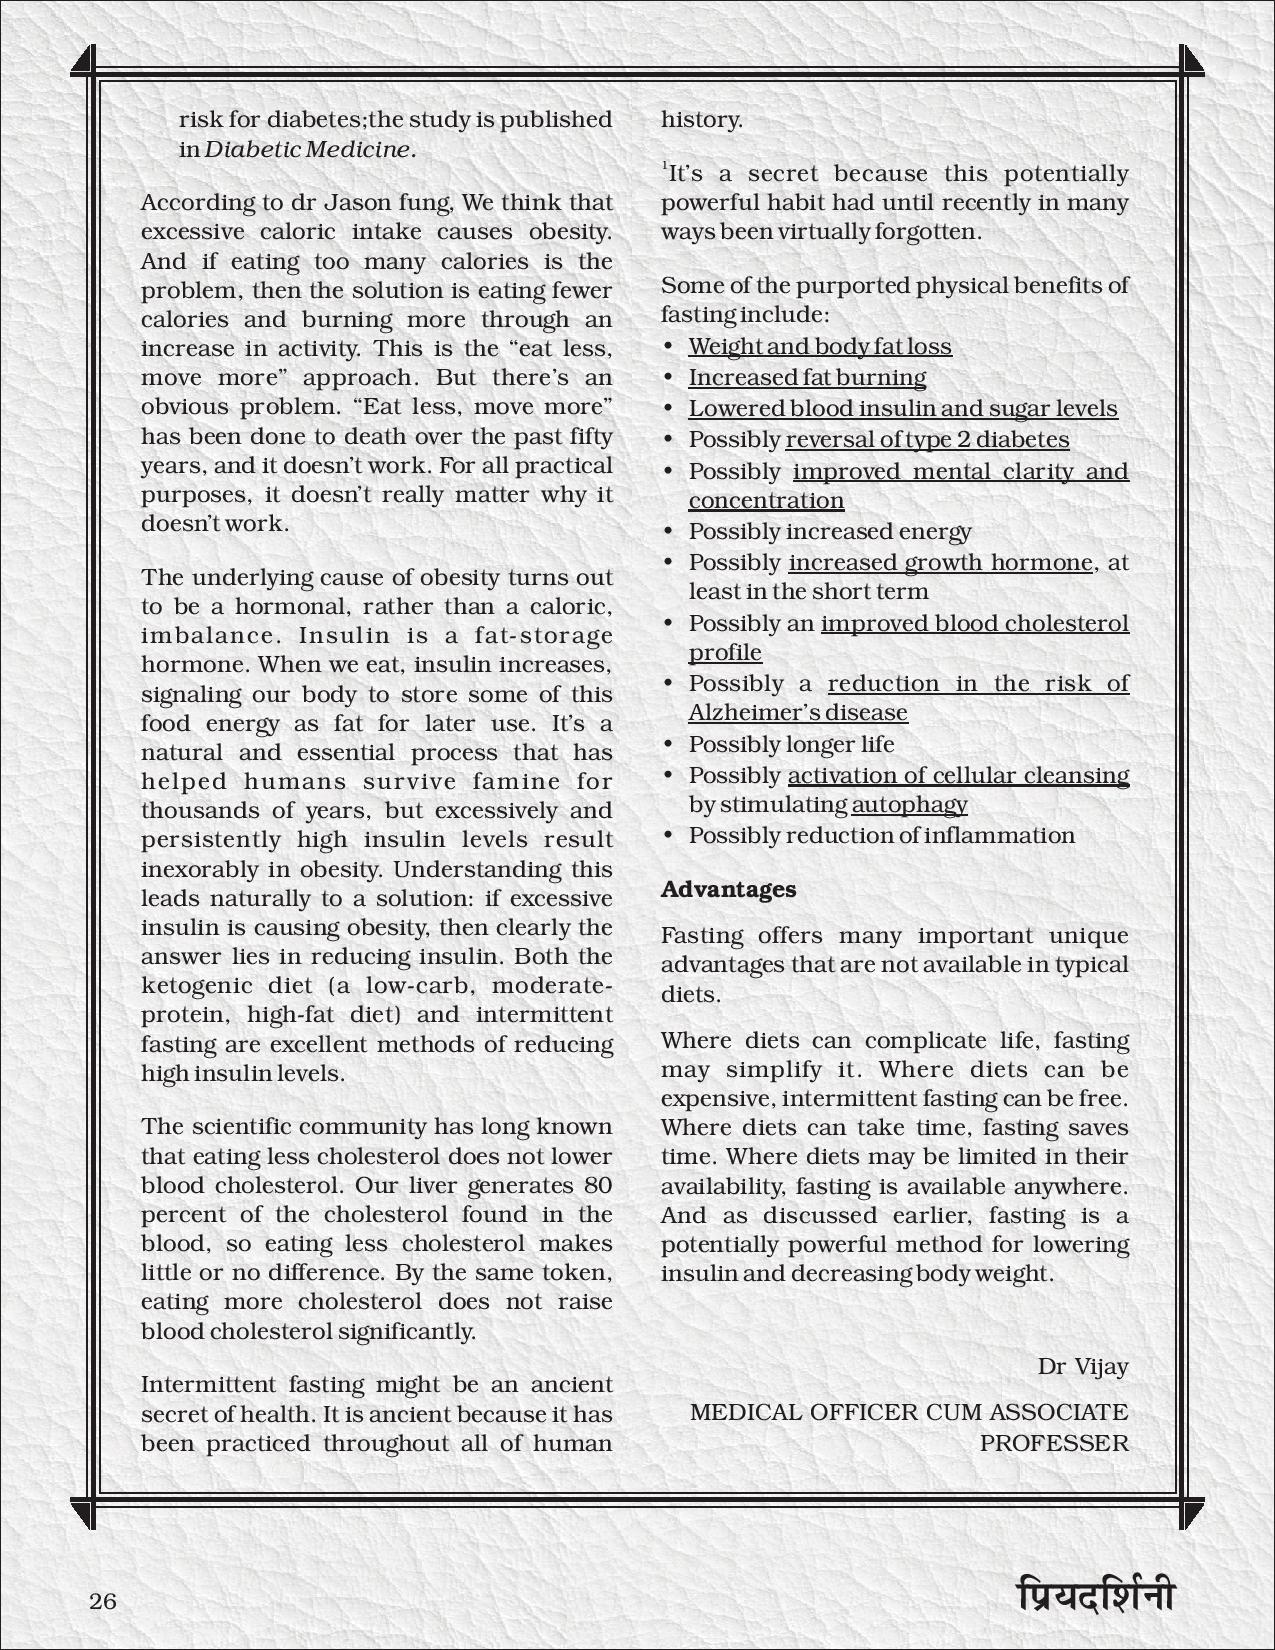 risk for diabetes;the study is published
in Diabetic Medicine.
According to dr Jason fung, We think that
excessive caloric intake causes obesity.
And if eating too many calories is the
problem, then the solution is eating fewer
calories and burning more through an
increase in activity. This is the “eat less,
move more” approach. But there’s an
obvious problem. “Eat less, move more”
has been done to death over the past fifty
years, and it doesn’t work. For all practical
purposes, it doesn’t really matter why it
doesn’t work.
The underlying cause of obesity turns out
to be a hormonal, rather than a caloric,
imbalance. Insulin is a fat-storage
hormone. When we eat, insulin increases,
signaling our body to store some of this
food energy as fat for later use. It’s a
natural and essential process that has
helped humans survive famine for
thousands of years, but excessively and
persistently high insulin levels result
inexorably in obesity. Understanding this
leads naturally to a solution: if excessive
insulin is causing obesity, then clearly the
answer lies in reducing insulin. Both the
ketogenic diet (a low-carb, moderate-
protein, high-fat diet) and intermittent
fasting are excellent methods of reducing
high insulin levels.
The scientific community has long known
that eating less cholesterol does not lower
blood cholesterol. Our liver generates 80
percent of the cholesterol found in the
blood, so eating less cholesterol makes
little or no difference. By the same token,
eating more cholesterol does not raise
blood cholesterol significantly.
Intermittent fasting might be an ancient
secret of health. It is ancient because it has
been practiced throughout all of human
history.
¹It’s a secret because this potentially
powerful habit had until recently in many
ways been virtually forgotten.
Some of the purported physical benefits of
fasting include:
• Weight and body fat loss
• Increased fat burning
• Lowered blood insulin and sugar levels
• Possibly reversal of type 2 diabetes
• Possibly improved mental clarity and
concentration
• Possibly increased energy
• Possibly increased growth hormone, at
least in the short term
• Possibly an improved blood cholesterol
profile
• Possibly a reduction in the risk of
Alzheimer’s disease
• Possibly longer life
• Possibly activation of cellular cleansing
by stimulating autophagy
• Possibly reduction of inflammation
Advantages
Fasting offers many important unique
advantages that are not available in typical
diets.
Where diets can complicate life, fasting
may simplify it. Where diets can be
expensive, intermittent fasting can be free.
Where diets can take time, fasting saves
time. Where diets may be limited in their
availability, fasting is available anywhere.
And as discussed earlier, fasting is a
potentially powerful method for lowering
insulin and decreasing body weight.
Dr Vijay
MEDICAL OFFICER CUM ASSOCIATE
PROFESSER
26
प्रियदर्शिनी